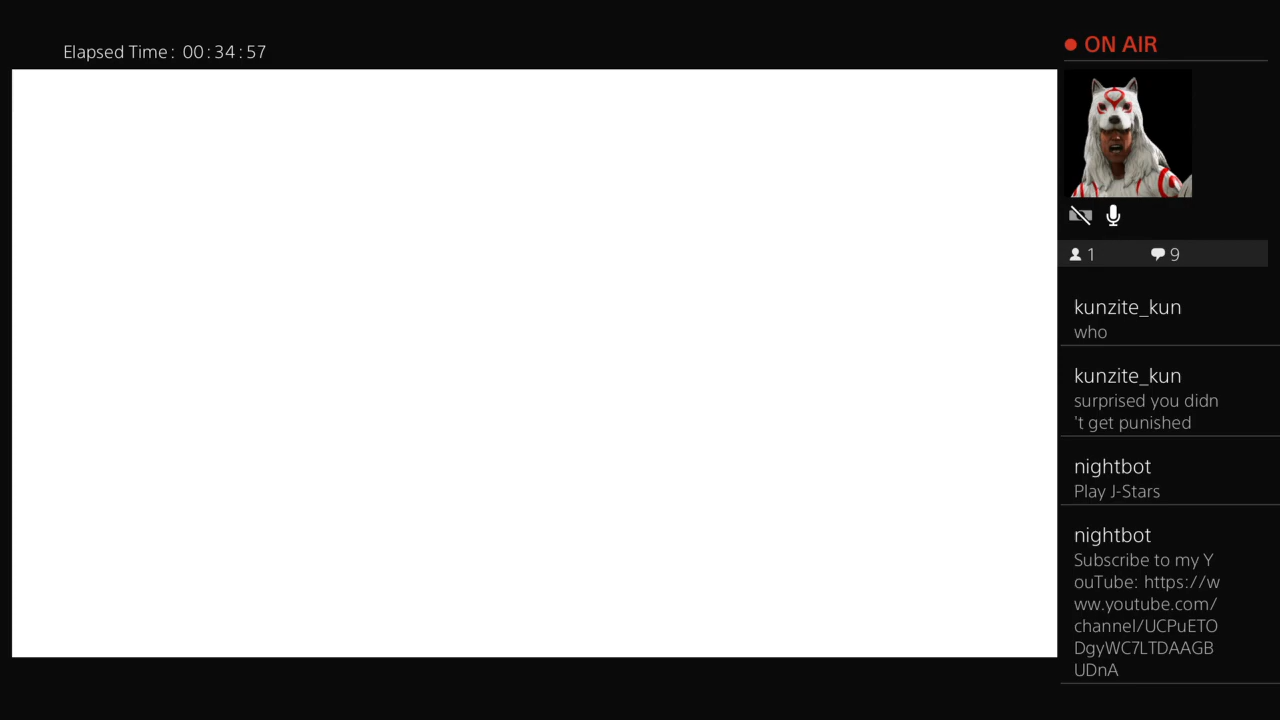 Elapsed Time: 00:34:57
ON AIR
1 9
kunzite_kun
who
kunzite_kun
surprised you didn
't get punished
nightbot
Play J-Stars
nightbot
Subscribe to my Y
ouTube: https://w
ww.youtube.com/
channel/UCPuETO
DgyWC7LTDAAGB
UDnA